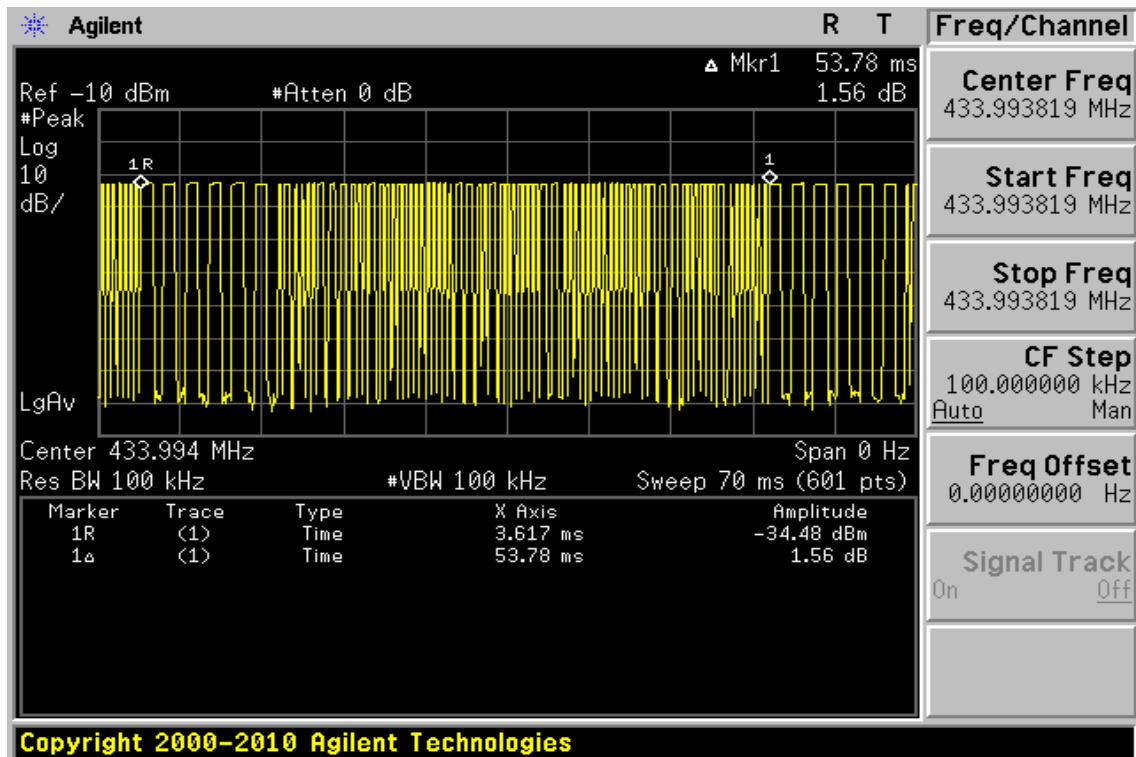 Agilent R T
▵ Mkr1 53.78 ms
Ref −10 dBm #Atten 0 dB 1.56 dB
#Peak
Log
10
dB/
1R
1
LgAv
Center 433.994 MHz Span 0 Hz
Res BW 100 kHz #VBW 100 kHz Sweep 70 ms (601 pts)
Marker Trace Type X Axis Amplitude
1R (1) Time 3.617 ms −34.48 dBm
1▵ (1) Time 53.78 ms 1.56 dB
Freq/Channel
Center Freq
433.993819 MHz
Start Freq
433.993819 MHz
Stop Freq
433.993819 MHz
CF Step
100.000000 kHz
Auto Man
Freq Offset
0.00000000 Hz
Signal Track
On Off
Copyright 2000–2010 Agilent Technologies